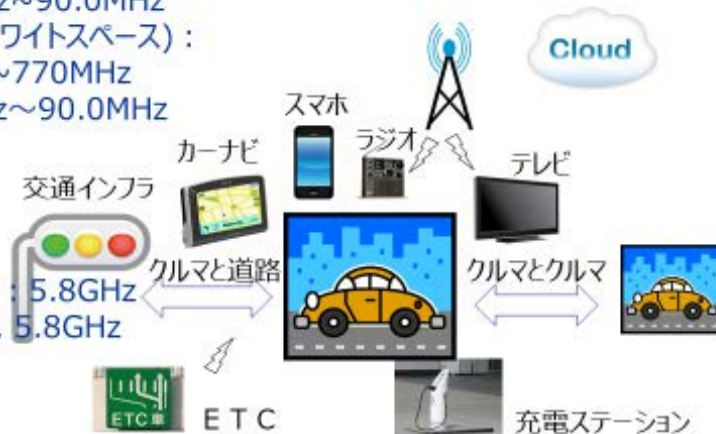 z～90.0MHz
ワイトスペース)：
～770MHz
z～90.0MHz
Cloud
スマホ
ラジオ
カーナビ
テレビ
交通インフラ
クルマと道路
クルマとクルマ
: 5.8GHz
5.8GHz
ETC車
ＥＴＣ
充電ステーション